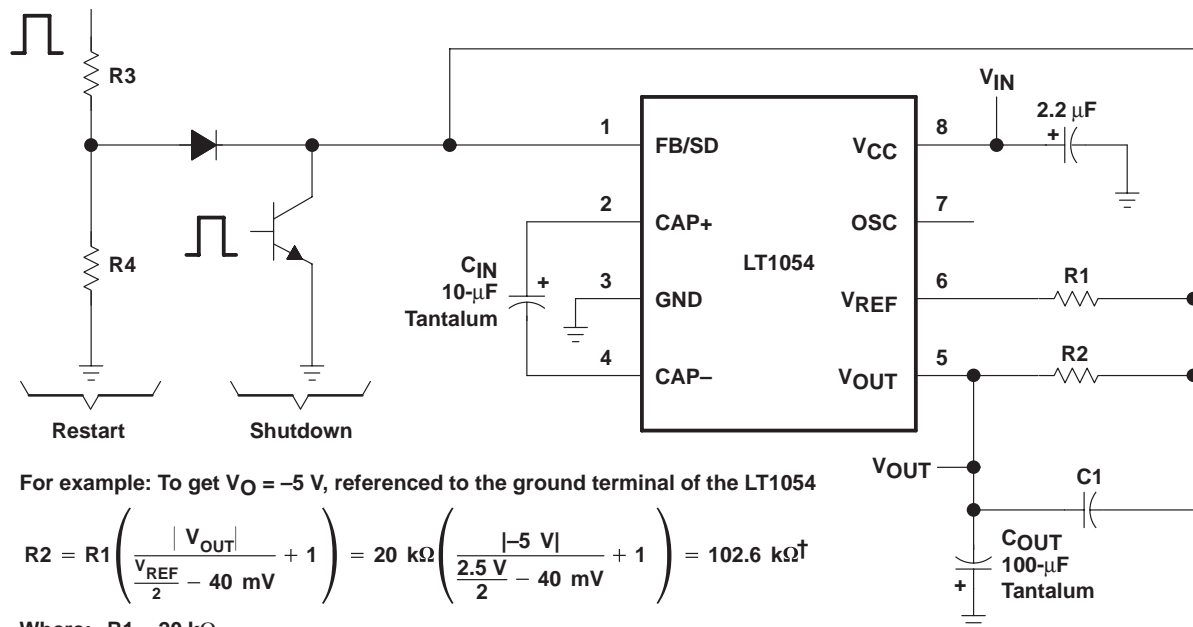 R3
R4
Restart
Shutdown
1
FB/SD
2
CAP+
CIN
10-μF
Tantalum
+
3
GND
4
CAP–
LT1054
VIN
2.2 μF
+
8
VCC
7
OSC
6
VREF
R1
5
VOUT
R2
VOUT
C1
COUT
100-μF
Tantalum
+
For example: To get VO = –5 V, referenced to the ground terminal of the LT1054
R2 = R1 ( |VOUT| / (VREF/2 – 40 mV) + 1 ) = 20 kΩ ( |–5 V| / (2.5 V/2 – 40 mV) + 1 ) = 102.6 kΩ†